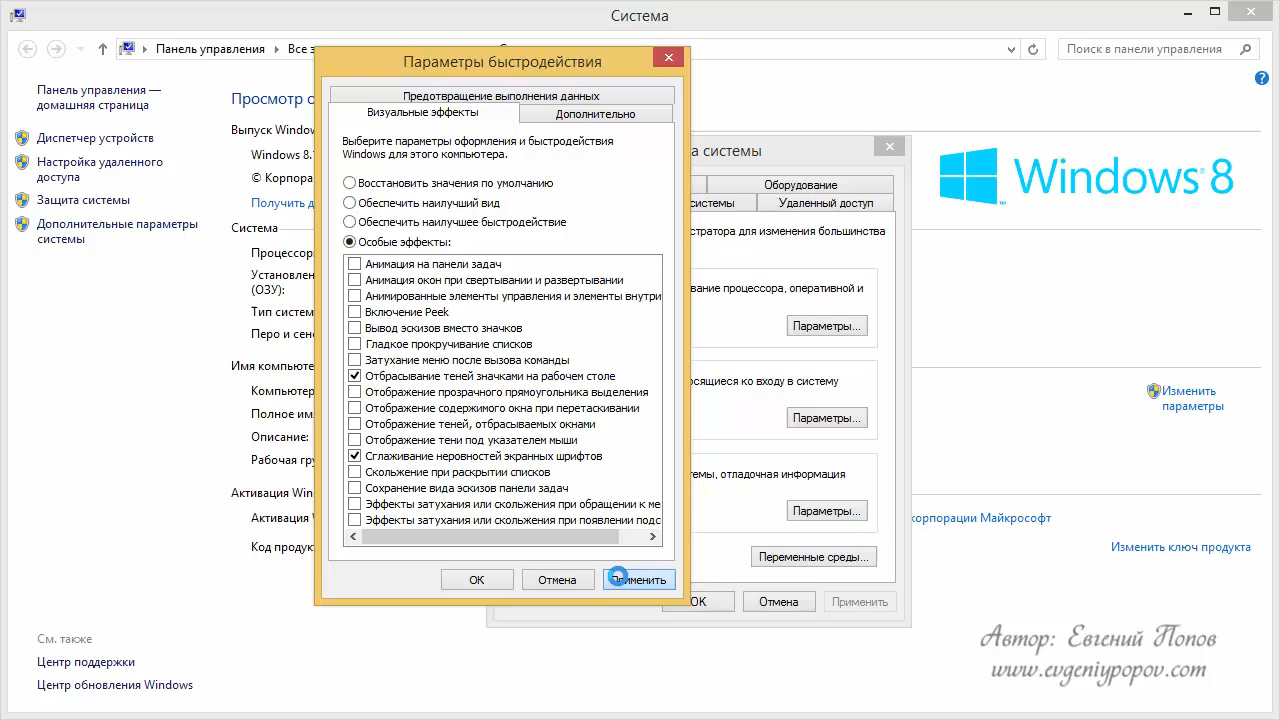 Система
Панель управления
Все э
Поиск в панели управления
Панель управления —
домашняя страница
Диспетчер устройств
Настройка удаленного
доступа
Защита системы
Дополнительные параметры
системы
См. также
Центр поддержки
Центр обновления Windows
Просмотр о
Выпуск Window
Windows 8.
© Корпора
Получить д
Система
Процессор
Установлен
(ОЗУ):
Тип систем
Перо и сен
Имя компьюте
Компьютер
Полное имя
Описание:
Рабочая гру
Активация Win
Активация
Код продук
Параметры быстродействия
Предотвращение выполнения данных
Визуальные эффекты
Дополнительно
Выберите параметры оформления и быстродействия
Windows для этого компьютера.
Восстановить значения по умолчанию
Обеспечить наилучший вид
Обеспечить наилучшее быстродействие
Особые эффекты:
Анимация на панели задач
Анимация окон при свертывании и развертывании
Анимированные элементы управления и элементы внутри
Включение Peek
Вывод эскизов вместо значков
Гладкое прокручивание списков
Затухание меню после вызова команды
Отбрасывание теней значками на рабочем столе
Отображение прозрачного прямоугольника выделения
Отображение содержимого окна при перетаскивании
Отображение теней, отбрасываемых окнами
Отображение тени под указателем мыши
Сглаживание неровностей экранных шрифтов
Скольжение при раскрытии списков
Сохранение вида эскизов панели задач
Эффекты затухания или скольжения при обращении к ме
Эффекты затухания или скольжения при появлении подс
OK
Отмена
Применить
а системы
Оборудование
системы
Удаленный доступ
стратора для изменения большинства
вание процессора, оперативной и
Параметры...
осящиеся ко входу в систему
Параметры...
темы, отладочная информация
Параметры...
Переменные среды...
OK
Отмена
Применить
Windows 8
Изменить
параметры
корпорации Майкрософт
Изменить ключ продукта
Автор: Евгений Попов
www.evgeniypopov.com